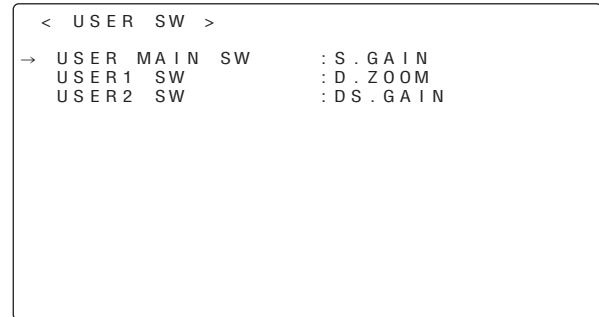 < USER SW >
→ USER MAIN SW :S.GAIN
USER1 SW :D.ZOOM
USER2 SW :DS.GAIN